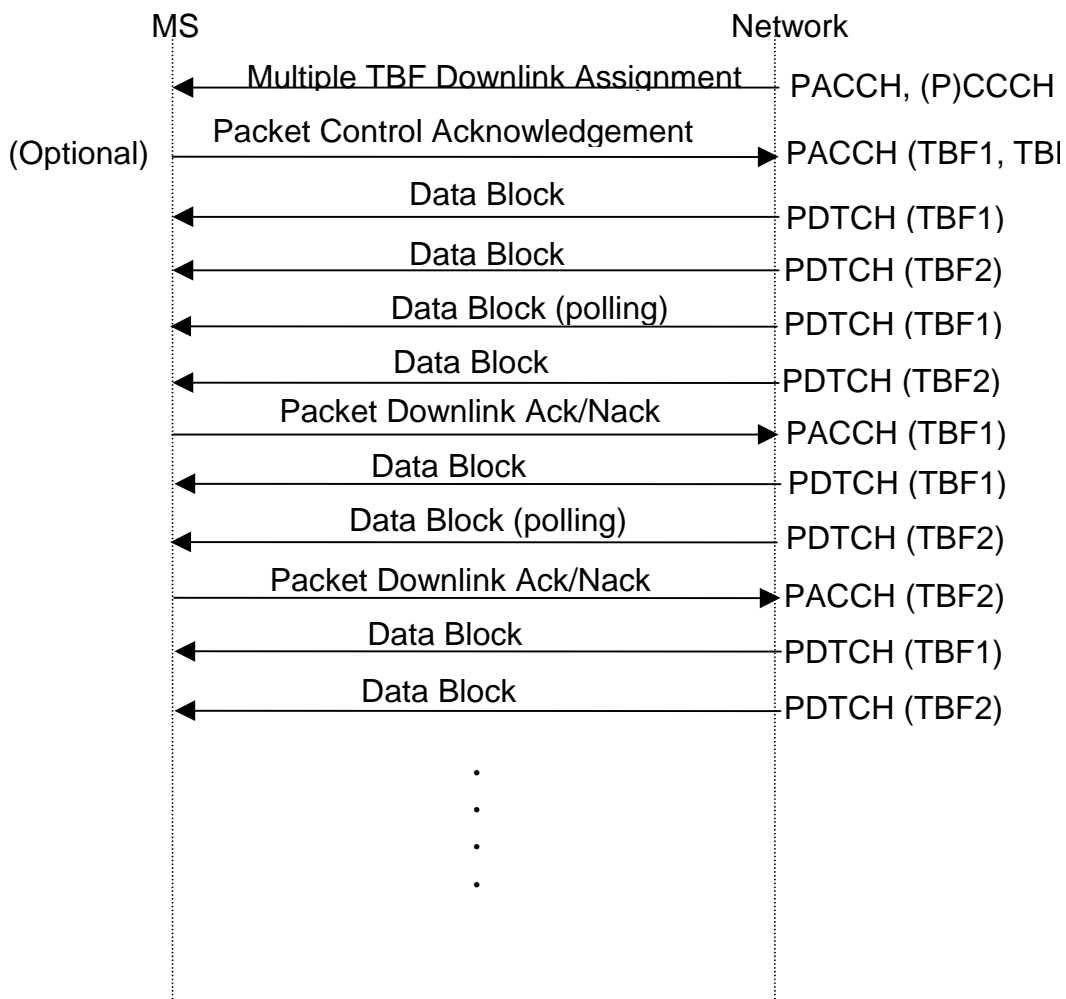 MS Network
Multiple TBF Downlink Assignment PACCH, (P)CCCH
(Optional) Packet Control Acknowledgement PACCH (TBF1,
Data Block PDTCH (TBF1)
Data Block PDTCH (TBF2)
Data Block (polling) PDTCH (TBF1)
Data Block PDTCH (TBF2)
Packet Downlink Ack/Nack PACCH (TBF1)
Data Block PDTCH (TBF1)
Data Block (polling) PDTCH (TBF2)
Packet Downlink Ack/Nack PACCH (TBF2)
Data Block PDTCH (TBF1)
Data Block PDTCH (TBF2)